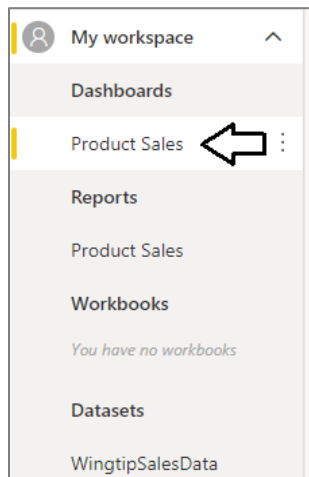 My workspace
Dashboards
Product Sales
Reports
Product Sales
Workbooks
You have no workbooks
Datasets
WingtipSalesData